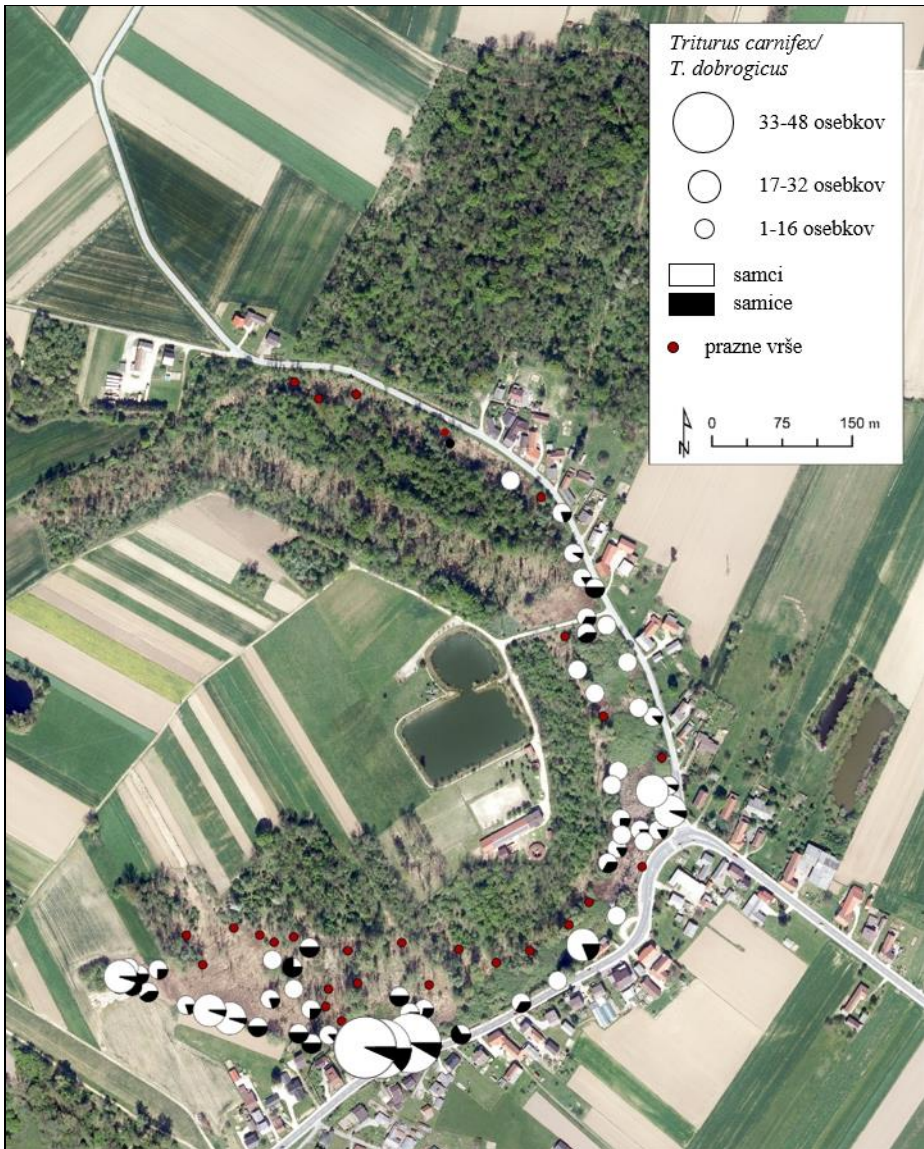 Triturus carnifex/
T. dobrogicus
33-48 osebkov
17-32 osebkov
1-16 osebkov
samci
samice
prazne vrše
N
0 75 150 m